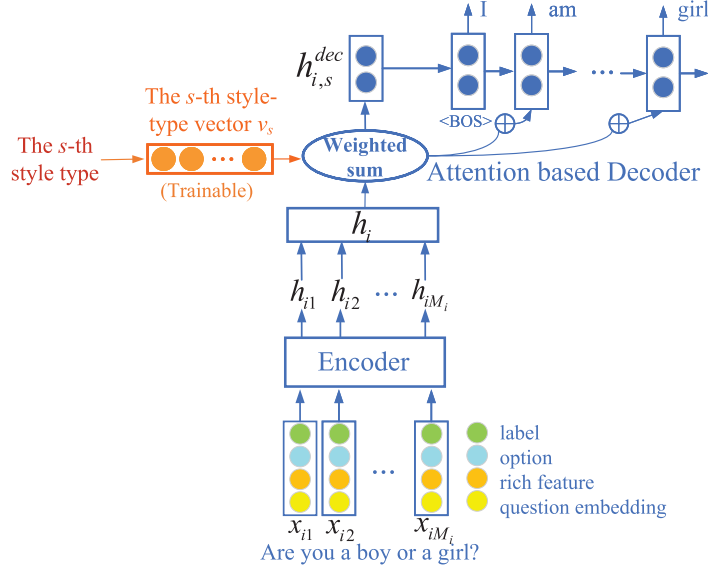 I am girl
h_{i,s}^{dec} ...
<BOS>
The s-th style-
type vector v_s
The s-th
style type
...
(Trainable)
Weighted
sum
Attention based Decoder
h_i
h_{i1} h_{i2} ... h_{iM_i}
Encoder
label
option
...
rich feature
question embedding
x_{i1} x_{i2} x_{iM_i}
Are you a boy or a girl?